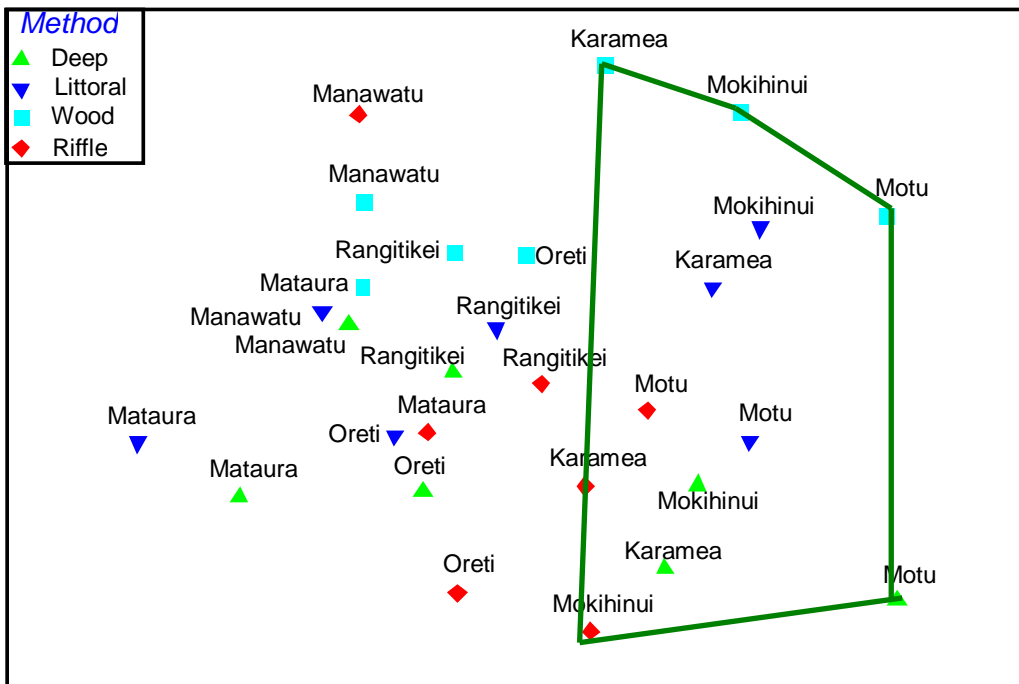 Method
Deep
Littoral
Wood
Riffle
Karamea
Mokihinui
Manawatu
Manawatu
Motu
Mokihinui
Rangitikei
Oreti
Karamea
Mataura
Manawatu
Rangitikei
Manawatu
Rangitikei
Rangitikei
Motu
Mataura
Mataura
Oreti
Motu
Karamea
Mataura
Oreti
Mokihinui
Karamea
Oreti
Motu
Mokihinui